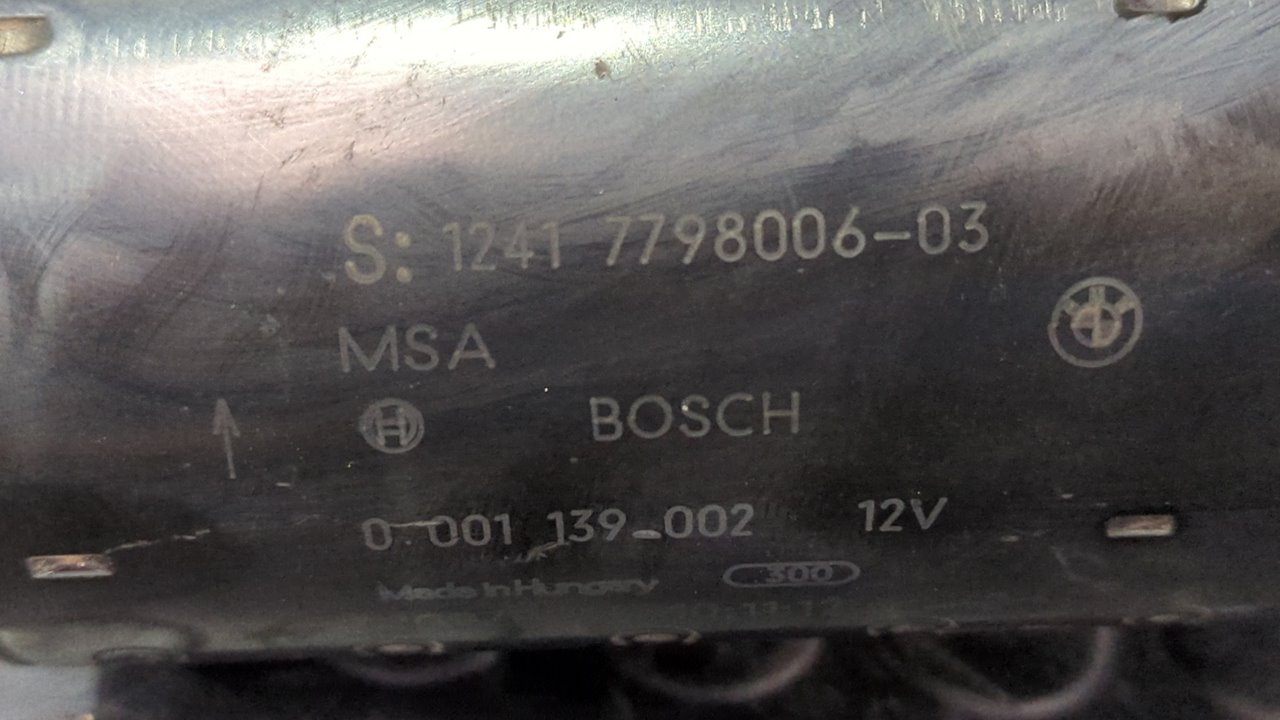 S: 1241 7798006-03
MSA
BOSCH
0 001 139 002 12V
Made in Hungary 300